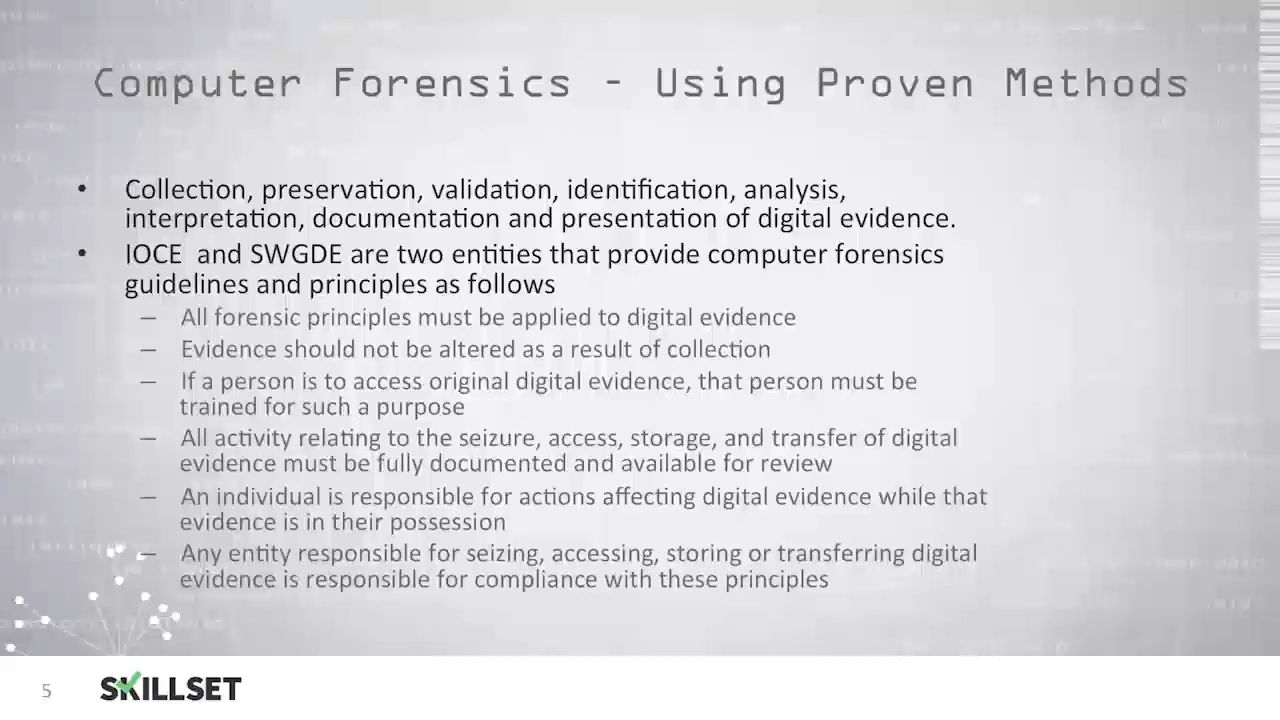 Computer Forensics - Using Proven Methods
• Collection, preservation, validation, identification, analysis,
interpretation, documentation and presentation of digital evidence.
• IOCE and SWGDE are two entities that provide computer forensics
guidelines and principles as follows
– All forensic principles must be applied to digital evidence
– Evidence should not be altered as a result of collection
– If a person is to access original digital evidence, that person must be
trained for such a purpose
– All activity relating to the seizure, access, storage, and transfer of digital
evidence must be fully documented and available for review
– An individual is responsible for actions affecting digital evidence while that
evidence is in their possession
– Any entity responsible for seizing, accessing, storing or transferring digital
evidence is responsible for compliance with these principles
5 SKILLSET